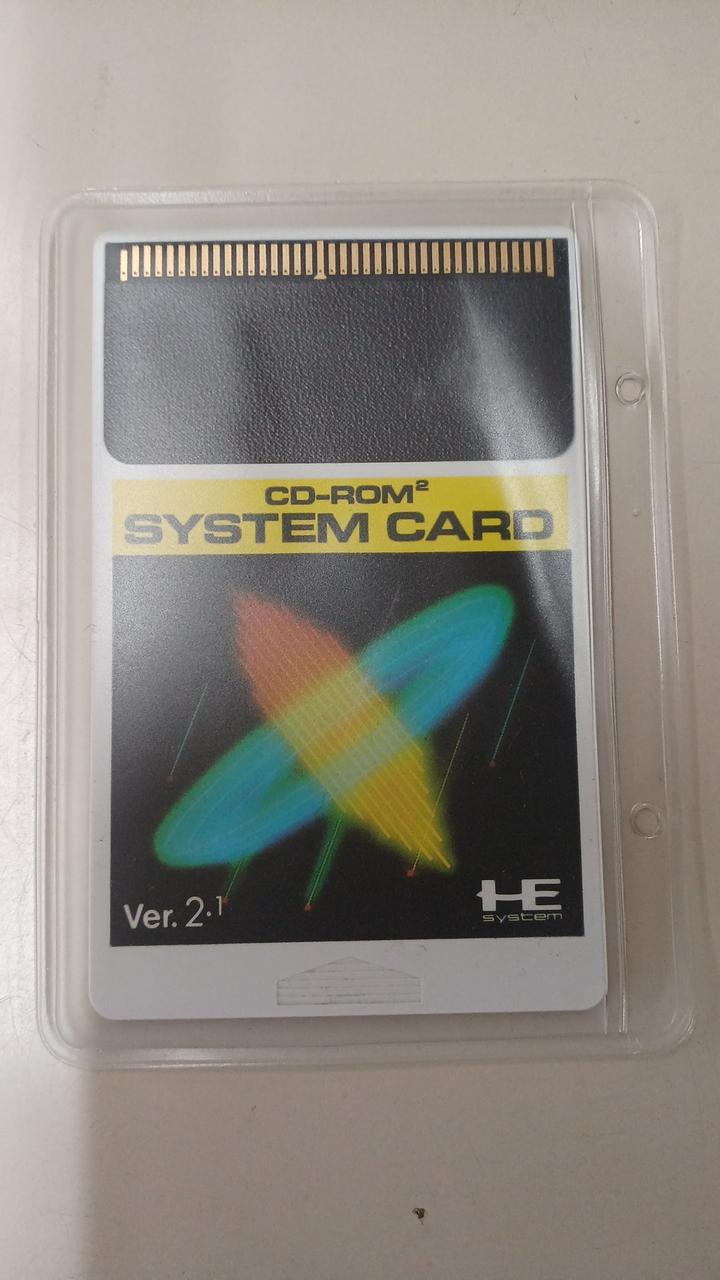 CD-ROM²
SYSTEM CARD
Ver. 2.1
HE
system